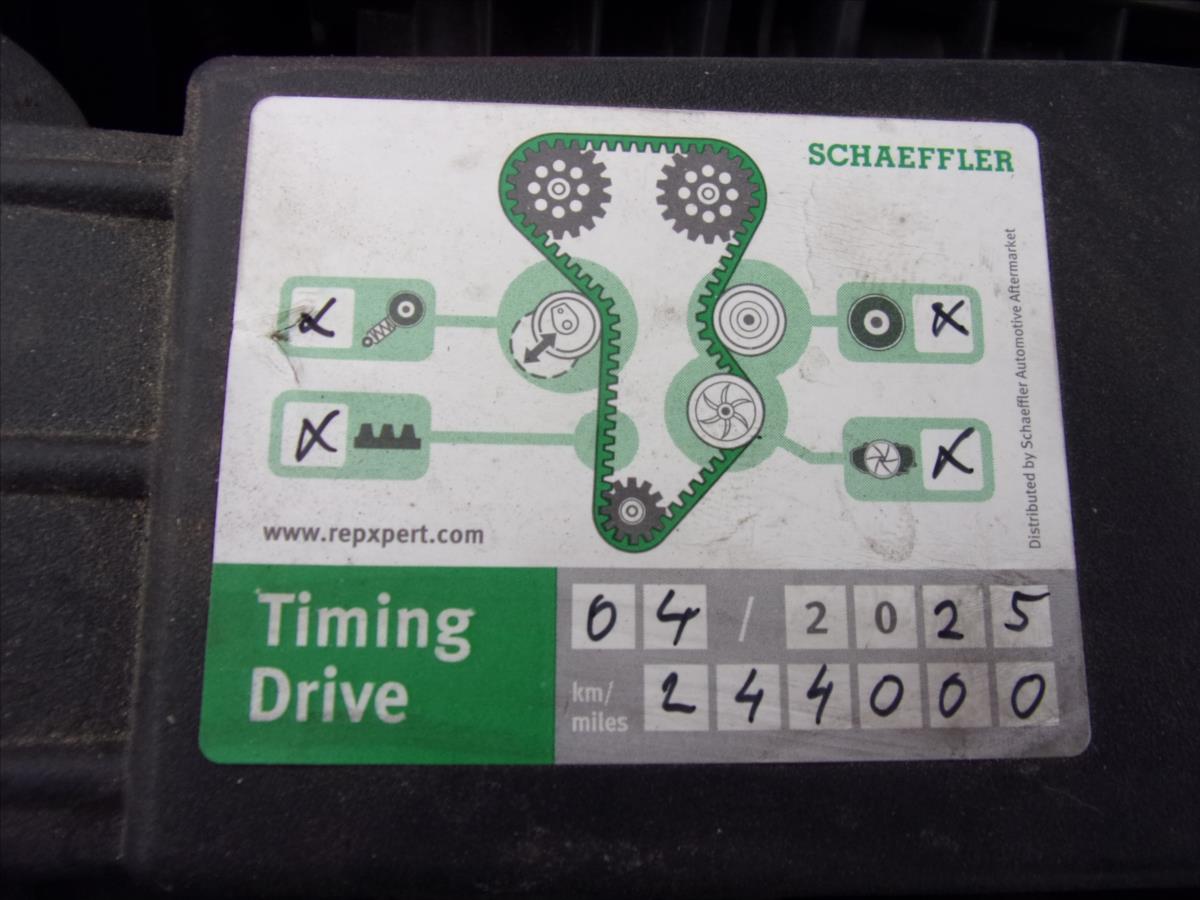 SCHAEFFLER
X
X
X
X
Distributed by Schaeffler Automotive Aftermarket
www.repxpert.com
Timing
Drive
04 / 2025
km/
miles
244000